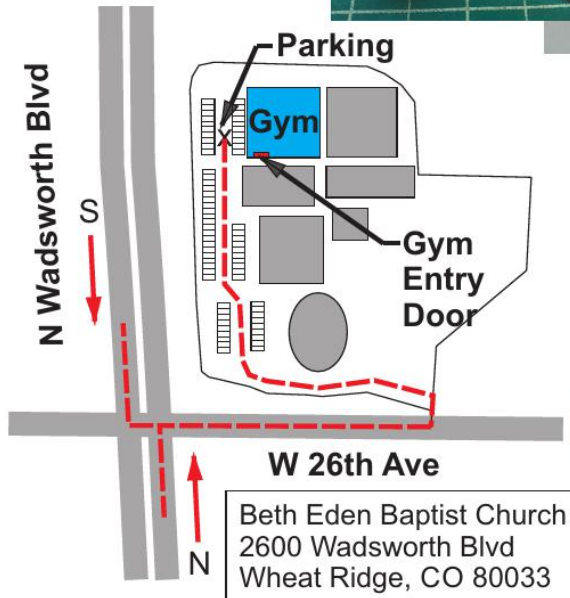 Parking
Gym
X
N Wadsworth Blvd
S
Gym
Entry
Door
W 26th Ave
N
Beth Eden Baptist Church
2600 Wadsworth Blvd
Wheat Ridge, CO 80033